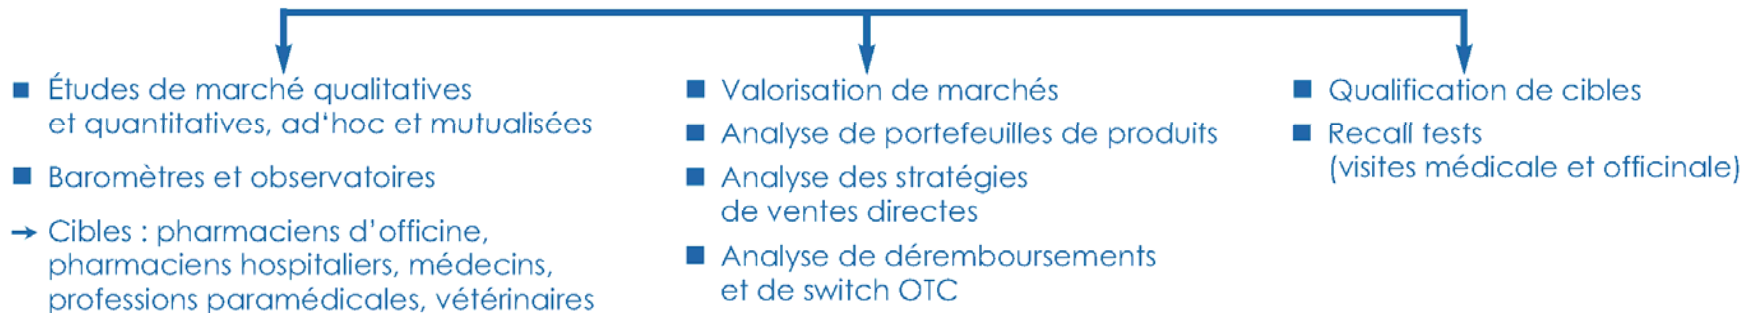 ■ Études de marché qualitatives
et quantitatives, ad‘hoc et mutualisées
■ Baromètres et observatoires
→ Cibles : pharmaciens d’officine,
pharmaciens hospitaliers, médecins,
professions paramédicales, vétérinaires
■ Valorisation de marchés
■ Analyse de portefeuilles de produits
■ Analyse des stratégies
de ventes directes
■ Analyse de déremboursements
et de switch OTC
■ Qualification de cibles
■ Recall tests
(visites médicale et officinale)